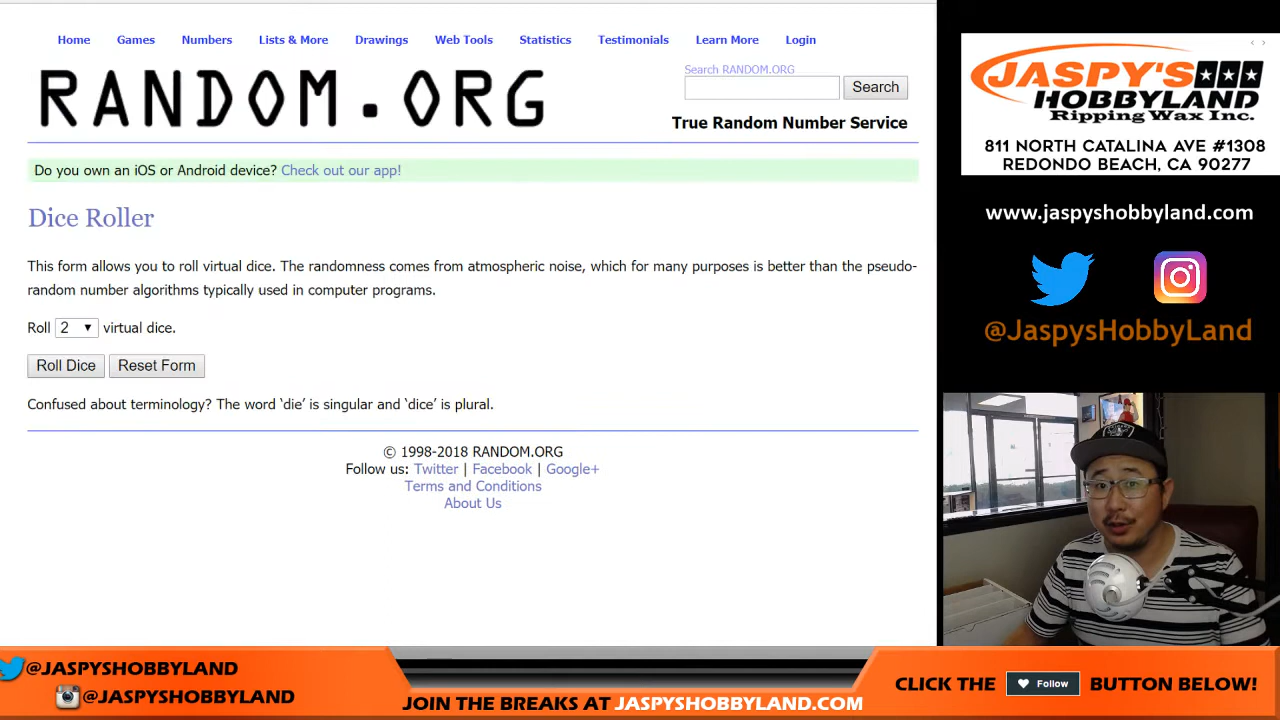 Home Games Numbers Lists & More Drawings Web Tools Statistics Testimonials Learn More Login
RANDOM.ORG
Search RANDOM.ORG
Search
True Random Number Service
Do you own an iOS or Android device? Check out our app!
Dice Roller
This form allows you to roll virtual dice. The randomness comes from atmospheric noise, which for many purposes is better than the pseudo-
random number algorithms typically used in computer programs.
Roll 2 virtual dice.
Roll Dice Reset Form
Confused about terminology? The word ‘die’ is singular and ‘dice’ is plural.
© 1998-2018 RANDOM.ORG
Follow us: Twitter | Facebook | Google+
Terms and Conditions
About Us
JASPY'S
HOBBYLAND
Ripping Wax Inc.
811 NORTH CATALINA AVE #1308
REDONDO BEACH, CA 90277
www.jaspyshobbyland.com
@JaspysHobbyLand
@JASPYSHOBBYLAND
@JASPYSHOBBYLAND
JOIN THE BREAKS AT JASPYSHOBBYLAND.COM
CLICK THE Follow BUTTON BELOW!